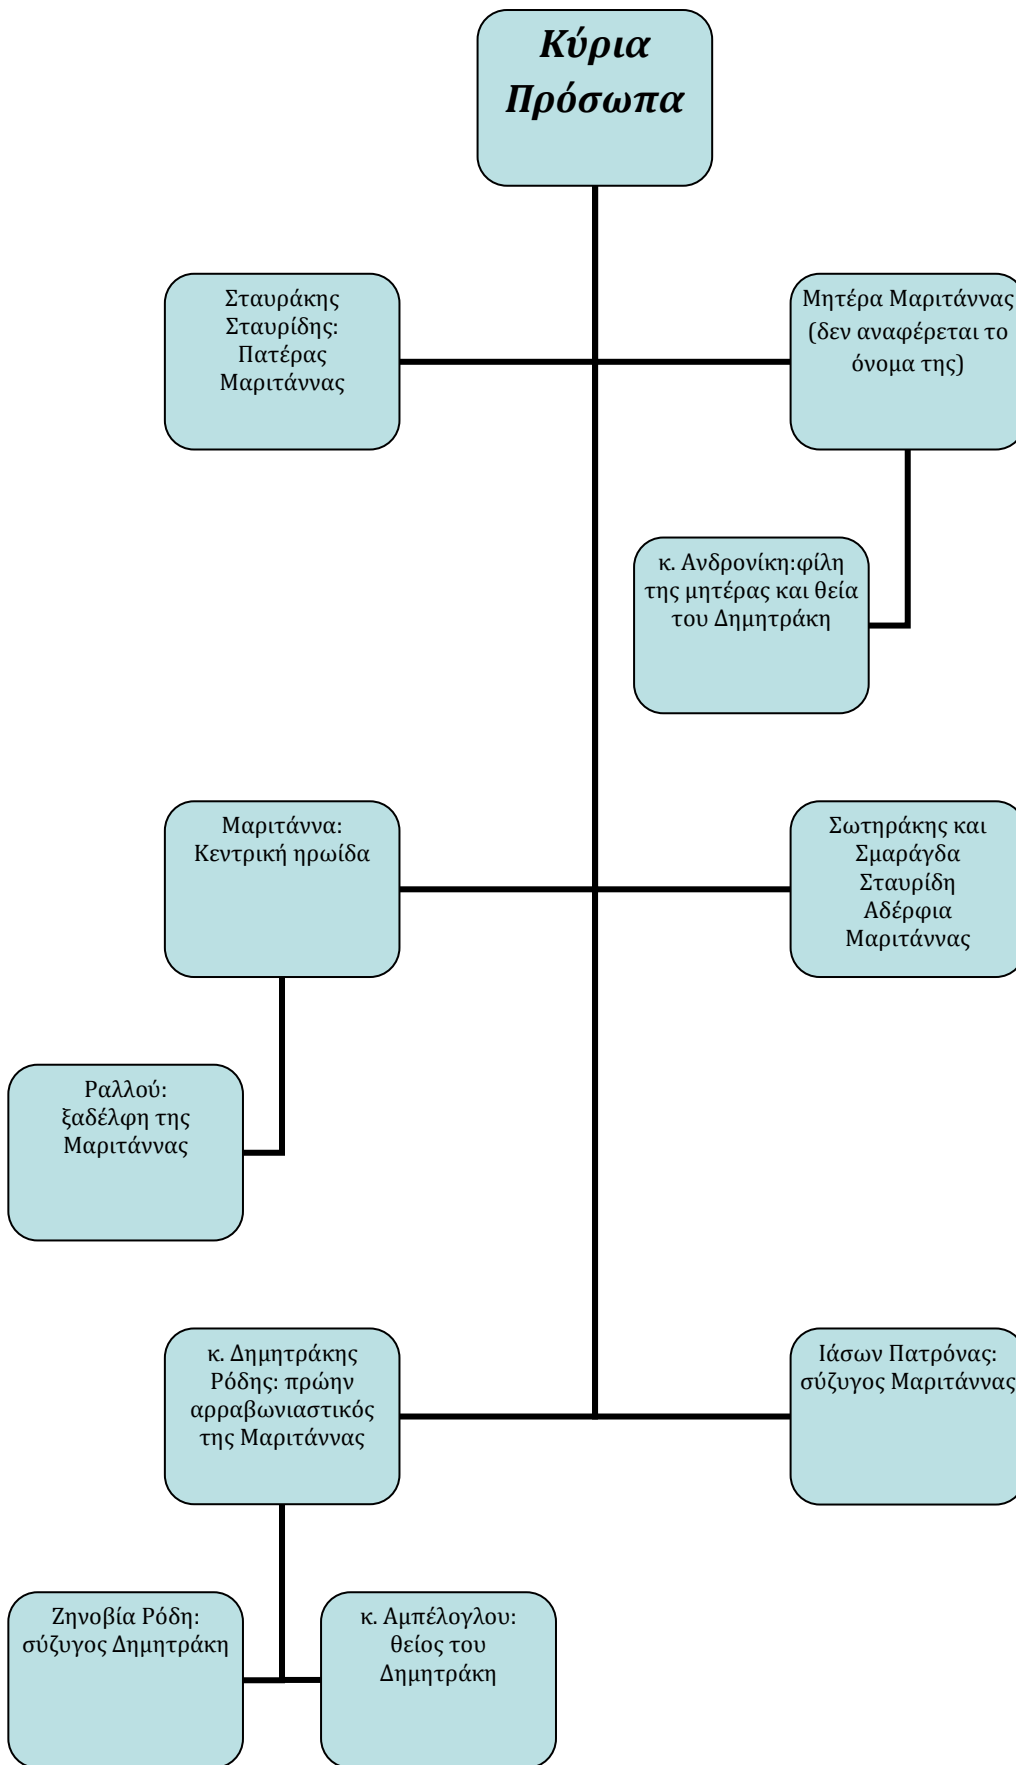 Κύρια
Πρόσωπα
Σταυράκης
Σταυρίδης:
Πατέρας
Μαριτάννας
Μητέρα Μαριτάννας
(δεν αναφέρεται το
όνομα της)
κ. Ανδρονίκη:φίλη
της μητέρας και θεία
του Δημητράκη
Μαριτάννα:
Κεντρική ηρωίδα
Σωτηράκης και
Σμαράγδα
Σταυρίδη
Αδέρφια
Μαριτάννας
Ραλλού:
ξαδέλφη της
Μαριτάννας
κ. Δημητράκης
Ρόδης: πρώην
αρραβωνιαστικός
της Μαριτάννας
Ιάσων Πατρόνας:
σύζυγος Μαριτάννας
Ζηνοβία Ρόδη:
σύζυγος Δημητράκη
κ. Αμπέλογλου:
θείος του
Δημητράκη